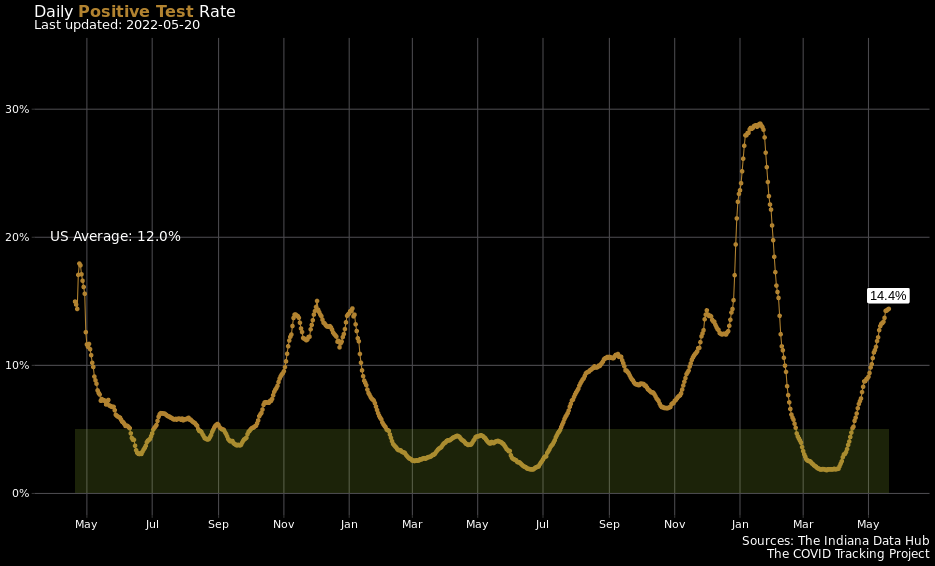 Daily Positive Test Rate
Last updated: 2022-05-20
30%
20%
US Average: 12.0%
14.4%
10%
0%
May Jul Sep Nov Jan Mar May Jul Sep Nov Jan Mar May
Sources: The Indiana Data Hub
The COVID Tracking Project